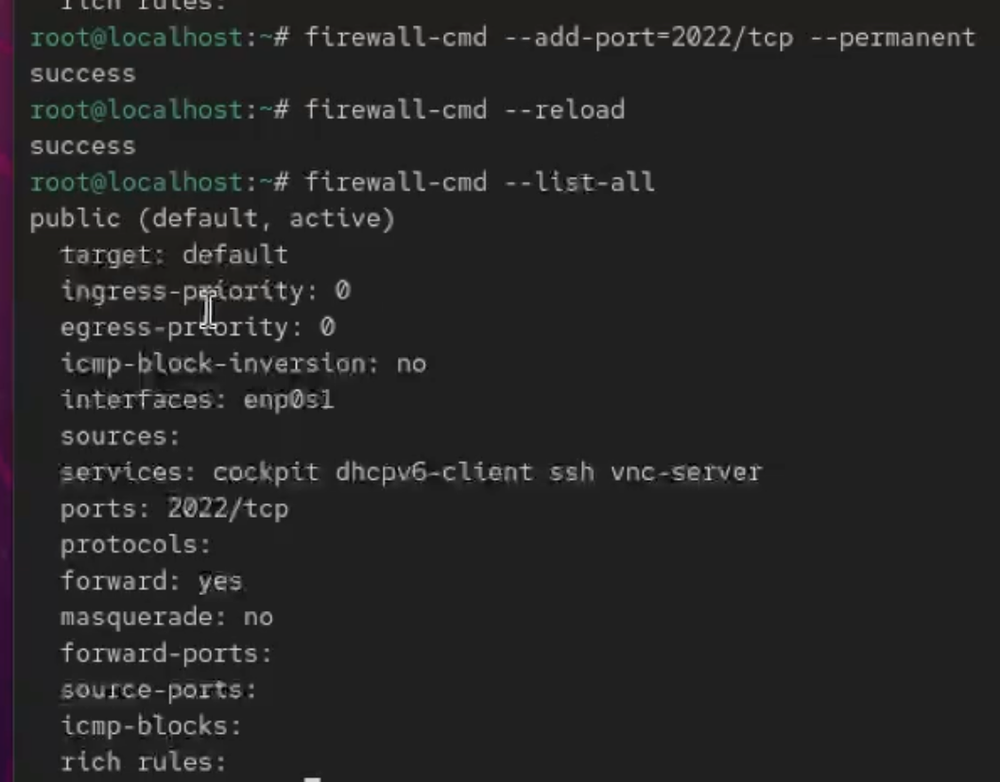 rich rules:
root@localhost:~# firewall-cmd --add-port=2022/tcp --permanent
success
root@localhost:~# firewall-cmd --reload
success
root@localhost:~# firewall-cmd --list-all
public (default, active)
  target: default
  ingress-priority: 0
  egress-priority: 0
  icmp-block-inversion: no
  interfaces: enp0s1
  sources:
  services: cockpit dhcpv6-client ssh vnc-server
  ports: 2022/tcp
  protocols:
  forward: yes
  masquerade: no
  forward-ports:
  source-ports:
  icmp-blocks:
  rich rules: